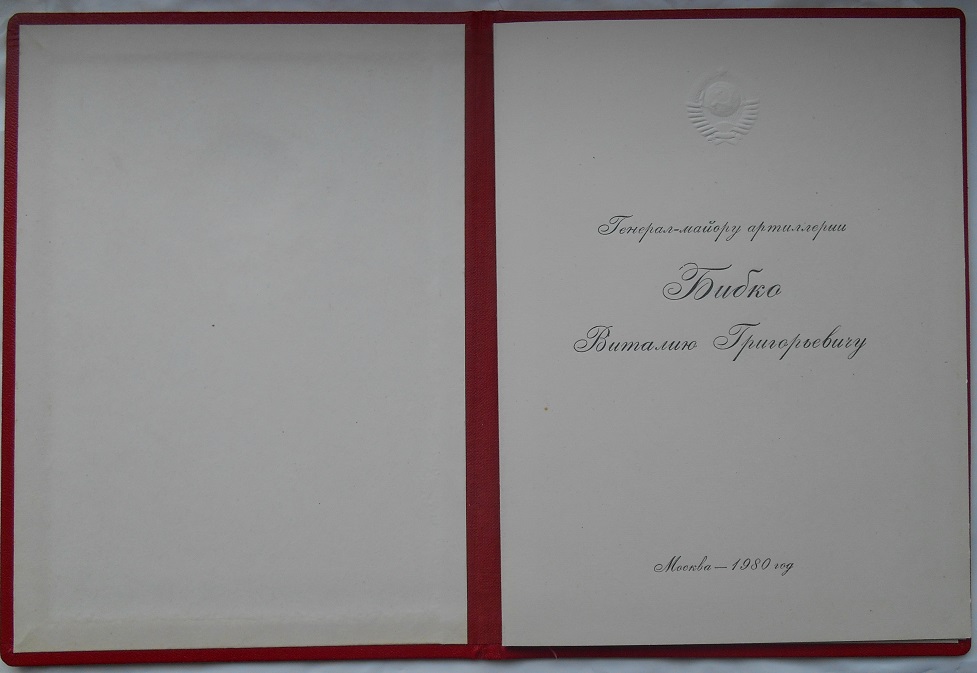 Генерал-майору артиллерии
Бибко
Виталию Григорьевичу
Москва — 1980 год